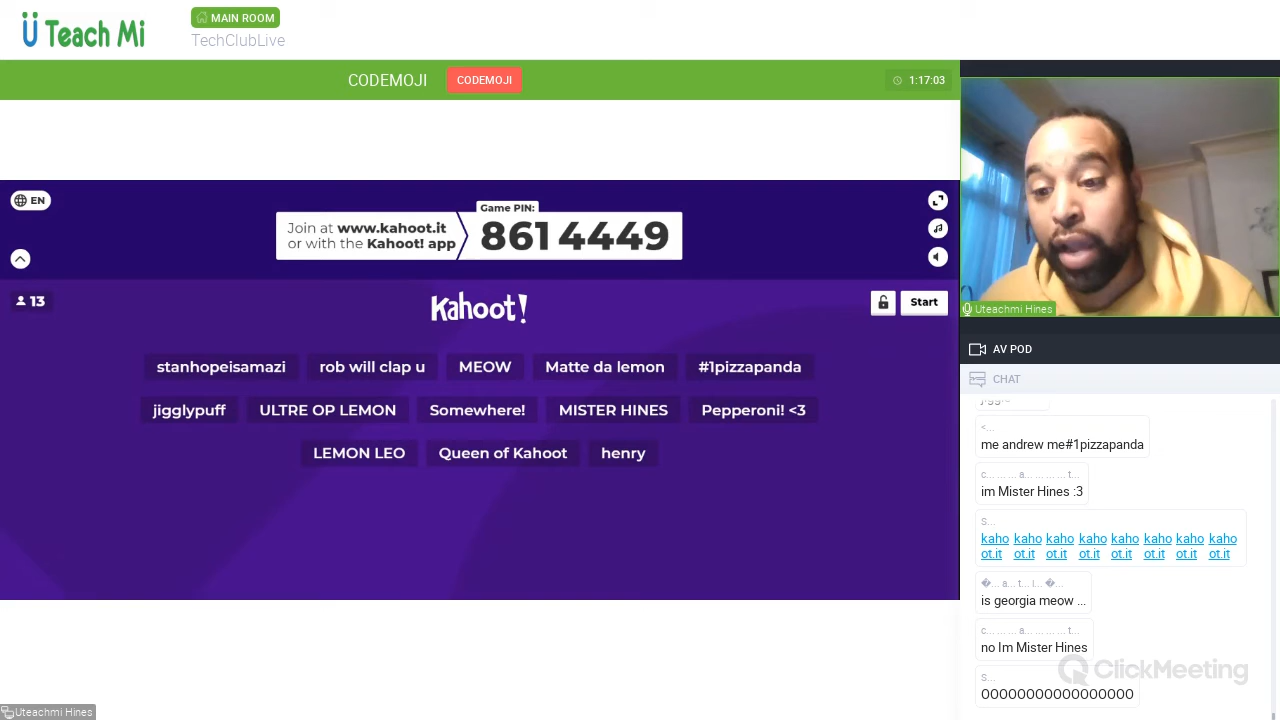 Ü Teach Mi
MAIN ROOM
TechClubLive
CODEMOJI
CODEMOJI
1:17:03
EN
Join at www.kahoot.it
or with the Kahoot! app
Game PIN:
861 4449
13
Kahoot!
Start
stanhopeisamazi
rob will clap u
MEOW
Matte da lemon
#1pizzapanda
jigglypuff
ULTRE OP LEMON
Somewhere!
MISTER HINES
Pepperoni! <3
LEMON LEO
Queen of Kahoot
henry
Uteachmi Hines
Uteachmi Hines
AV POD
CHAT
<...
me andrew me#1pizzapanda
c... ... ... a... ... ... ... t...
im Mister Hines :3
S...
kaho kaho kaho kaho kaho kaho kaho kaho
ot.it ot.it ot.it ot.it ot.it ot.it ot.it ot.it
�... a... t... i... �...
is georgia meow ...
c... ... ... a... ... ... ... t...
no Im Mister Hines
ClickMeeting
S...
OOOOOOOOOOOOOOOOO